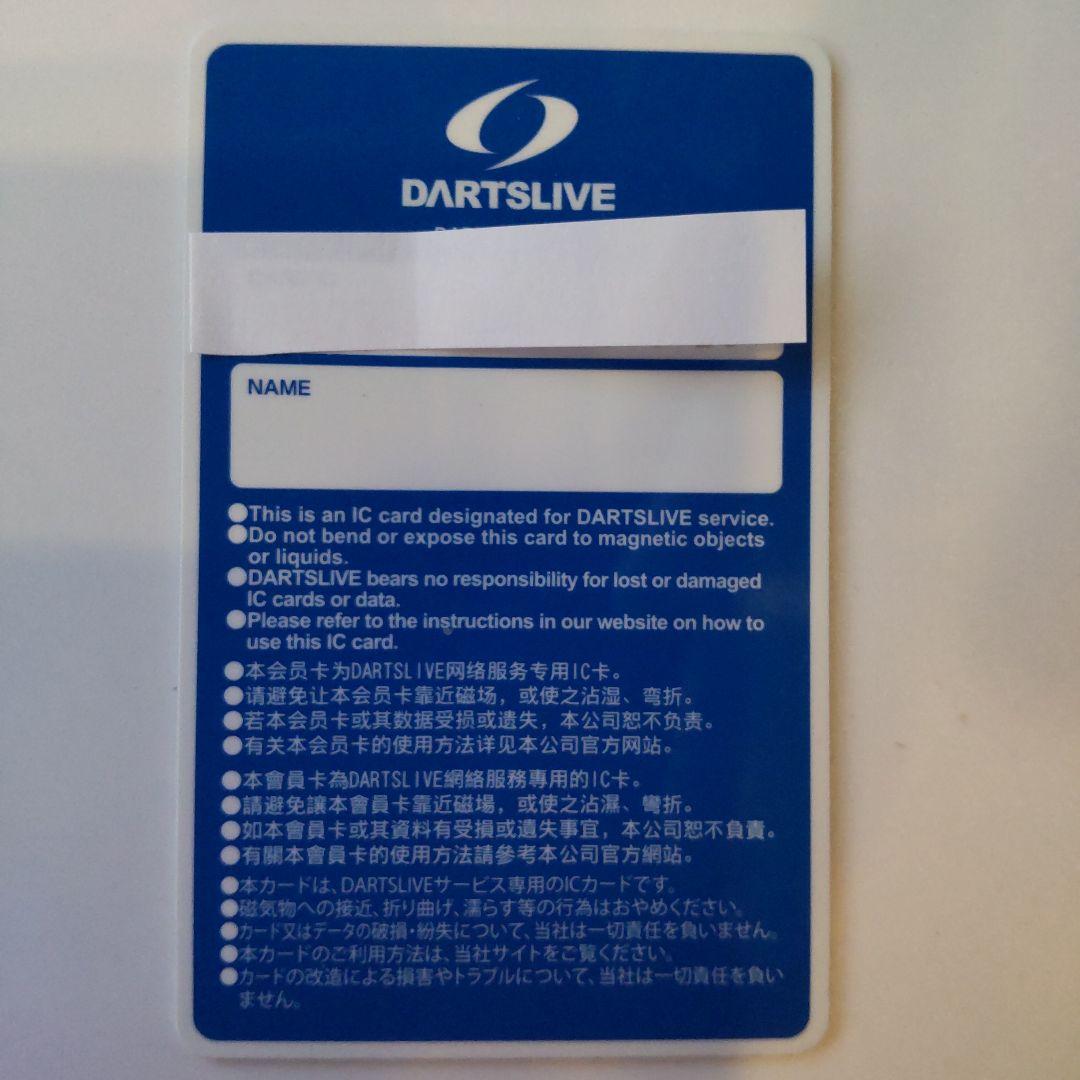 DARTSLIVE
NAME
●This is an IC card designated for DARTSLIVE service.
●Do not bend or expose this card to magnetic objects
or liquids.
●DARTSLIVE bears no responsibility for lost or damaged
IC cards or data.
●Please refer to the instructions in our website on how to
use this IC card.
●本会员卡为DARTSLIVE网络服务专用IC卡。
●请避免让本会员卡靠近磁场，或使之沾湿、弯折。
●若本会员卡或其数据受损或遗失，本公司恕不负责。
●有关本会员卡的使用方法详见本公司官方网站。
●本會員卡為DARTSLIVE網絡服務專用的IC卡。
●請避免讓本會員卡靠近磁場，或使之沾濕、彎折。
●如本會員卡或其資料有受損或遺失事宜，本公司恕不負責。
●有關本會員卡的使用方法請參考本公司官方網站。
●本カードは、DARTSLIVEサービス専用のICカードです。
●磁気物への接近、折り曲げ、濡らす等の行為はおやめください。
●カード又はデータの破損・紛失について、当社は一切責任を負いません。
●本カードのご利用方法は、当社サイトをご覧ください。
●カードの改造による損害やトラブルについて、当社は一切責任を負い
ません。